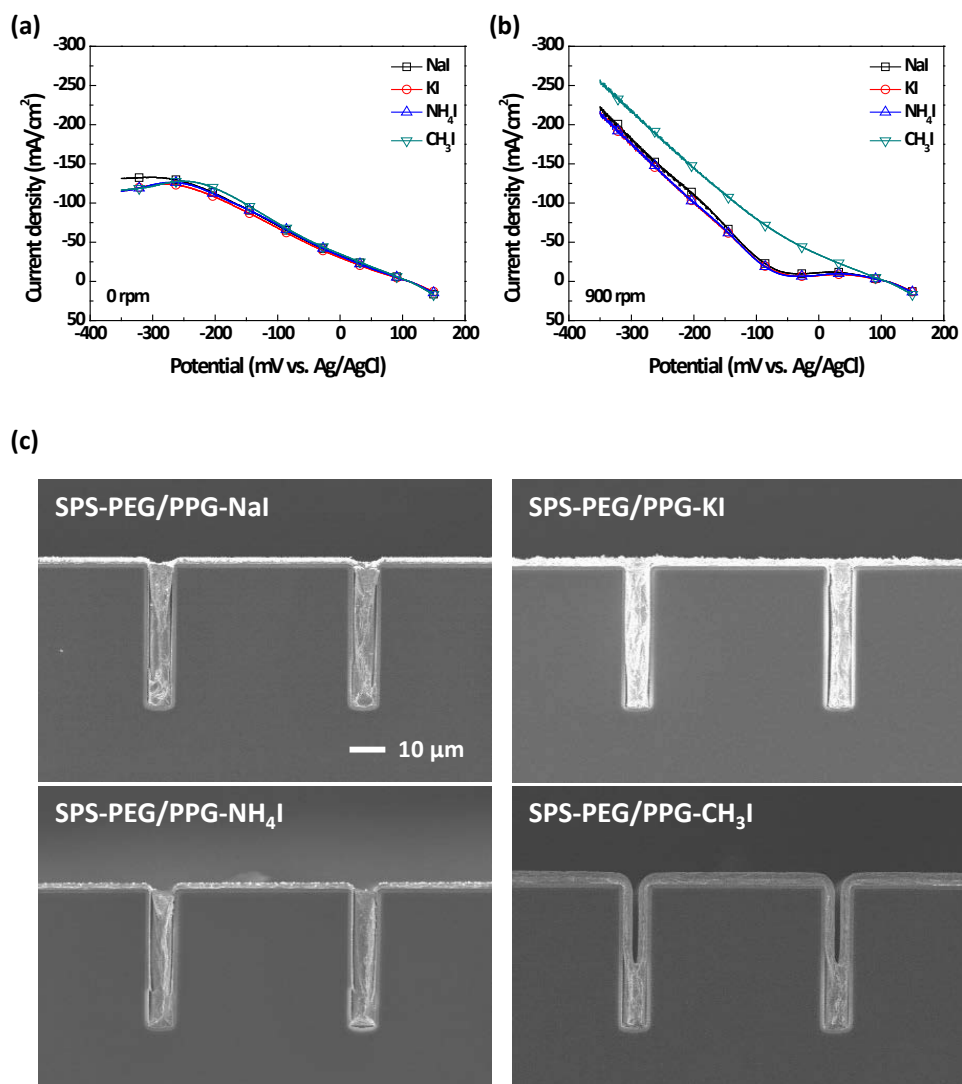 (a)
-300
-250
-200
-150
-100
-50
0
50
Current density (mA/cm²)
NaI
KI
NH₄I
CH₃I
0 rpm
-400 -300 -200 -100 0 100 200
Potential (mV vs. Ag/AgCl)
(b)
-300
-250
-200
-150
-100
-50
0
50
Current density (mA/cm²)
NaI
KI
NH₄I
CH₃I
900 rpm
-400 -300 -200 -100 0 100 200
Potential (mV vs. Ag/AgCl)
(c)
SPS-PEG/PPG-NaI
10 μm
SPS-PEG/PPG-KI
SPS-PEG/PPG-NH₄I
SPS-PEG/PPG-CH₃I